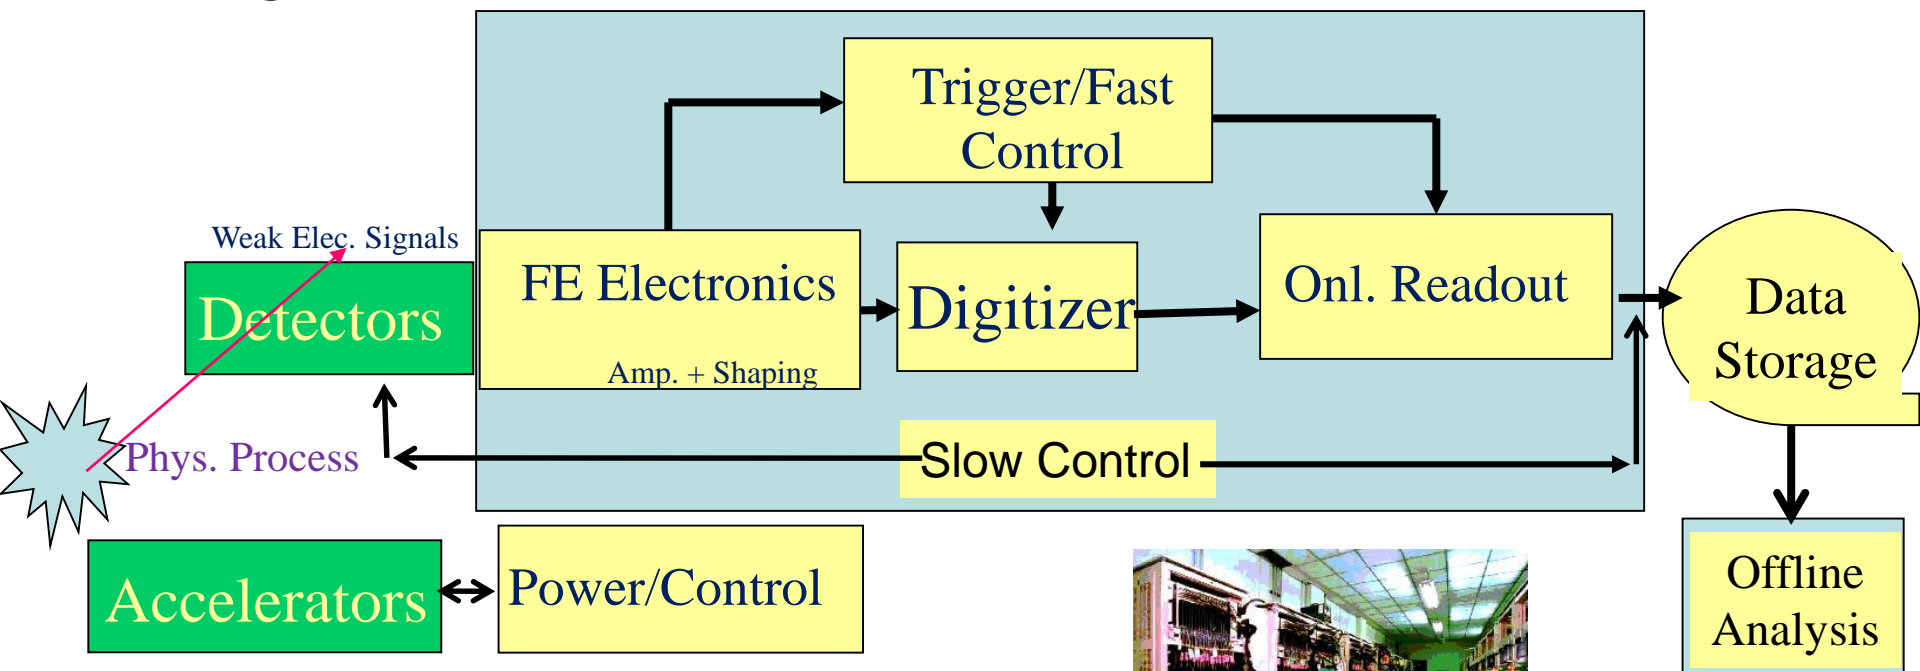 Trigger/Fast
Control
Weak Elec. Signals
Detectors
FE Electronics
Amp. + Shaping
Digitizer
Onl. Readout
Data
Storage
Phys. Process
Slow Control
Accelerators
Power/Control
Offline
Analysis